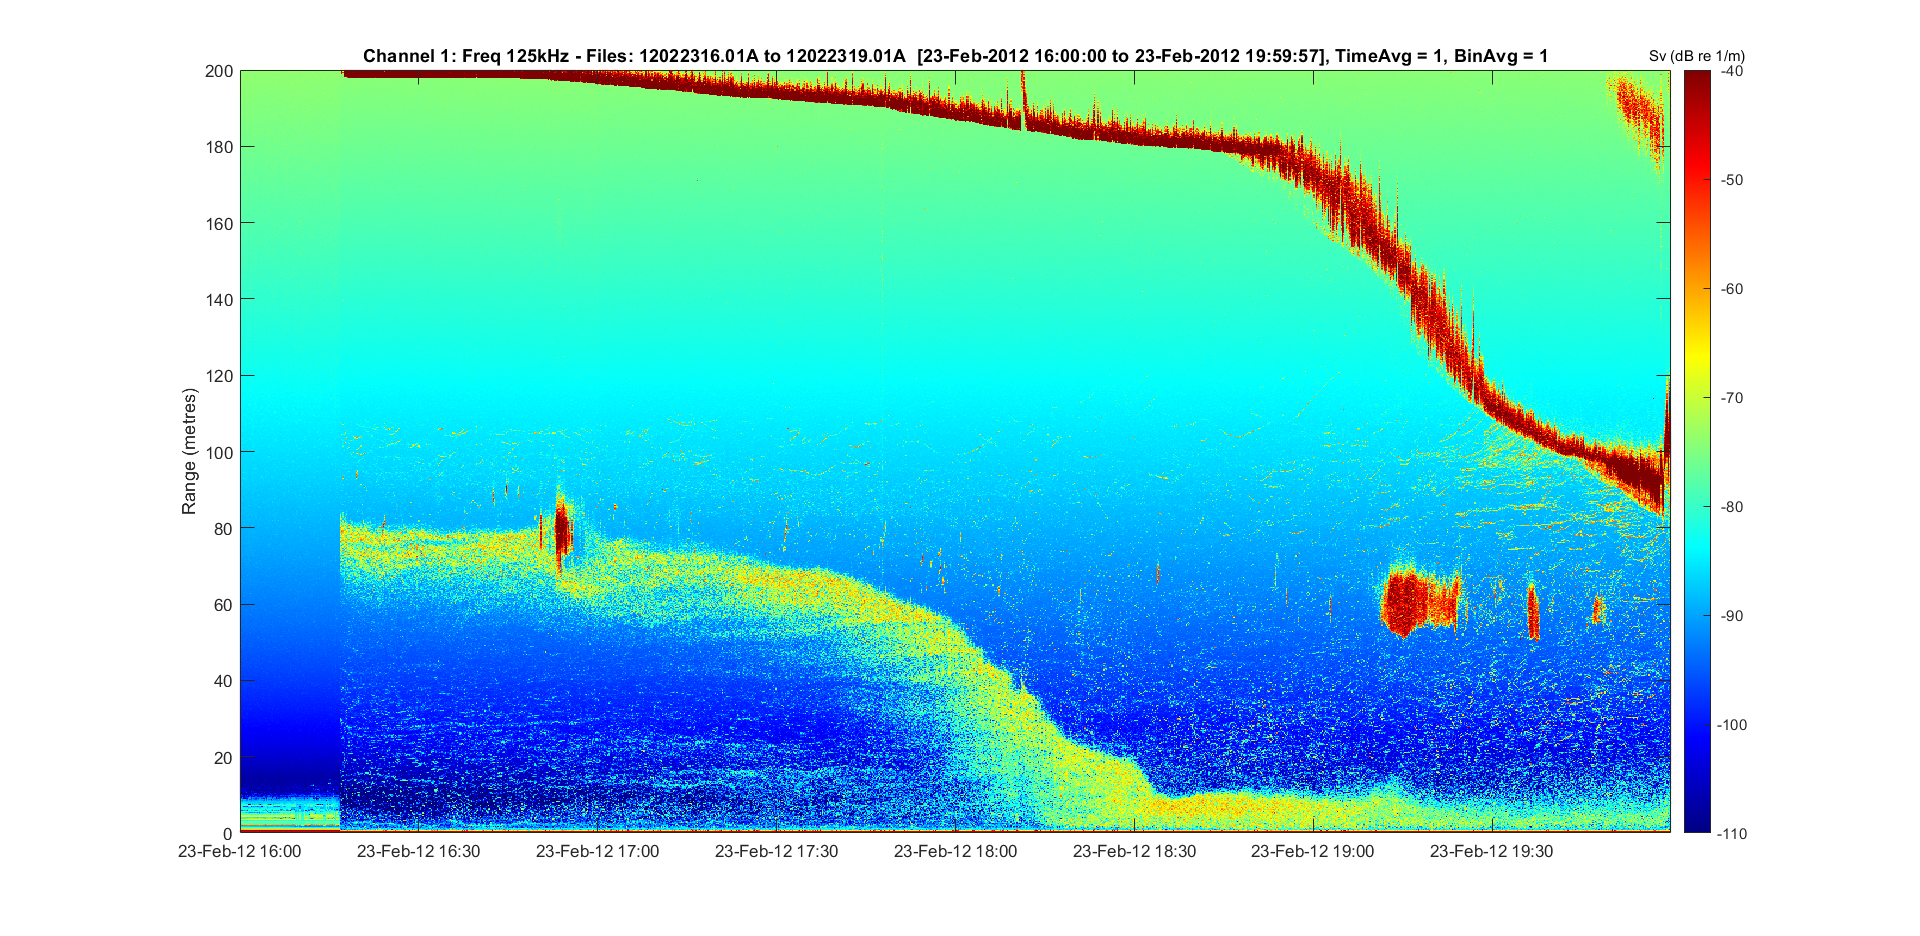 Channel 1: Freq 125kHz - Files: 12022316.01A to 12022319.01A [23-Feb-2012 16:00:00 to 23-Feb-2012 19:59:57], TimeAvg = 1, BinAvg = 1
Sv (dB re 1/m)
Range (metres)
200
180
160
140
120
100
80
60
40
20
0
23-Feb-12 16:00
23-Feb-12 16:30
23-Feb-12 17:00
23-Feb-12 17:30
23-Feb-12 18:00
23-Feb-12 18:30
23-Feb-12 19:00
23-Feb-12 19:30
-40
-50
-60
-70
-80
-90
-100
-110